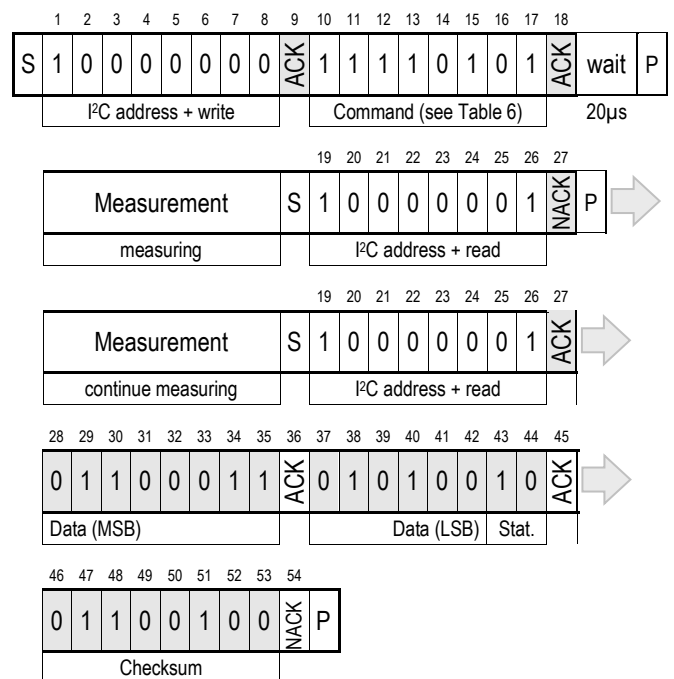 1 2 3 4 5 6 7 8 9 10 11 12 13 14 15 16 17 18
S 1 0 0 0 0 0 0 0 ACK 1 1 1 1 0 1 0 1 ACK wait P
I²C address + write Command (see Table 6) 20µs
19 20 21 22 23 24 25 26 27
Measurement S 1 0 0 0 0 0 0 1 NACK P
measuring I²C address + read
19 20 21 22 23 24 25 26 27
Measurement S 1 0 0 0 0 0 0 1 ACK
continue measuring I²C address + read
28 29 30 31 32 33 34 35 36 37 38 39 40 41 42 43 44 45
0 1 1 0 0 0 1 1 ACK 0 1 0 1 0 0 1 0 ACK
Data (MSB) Data (LSB) Stat.
46 47 48 49 50 51 52 53 54
0 1 1 0 0 1 0 0 NACK P
Checksum